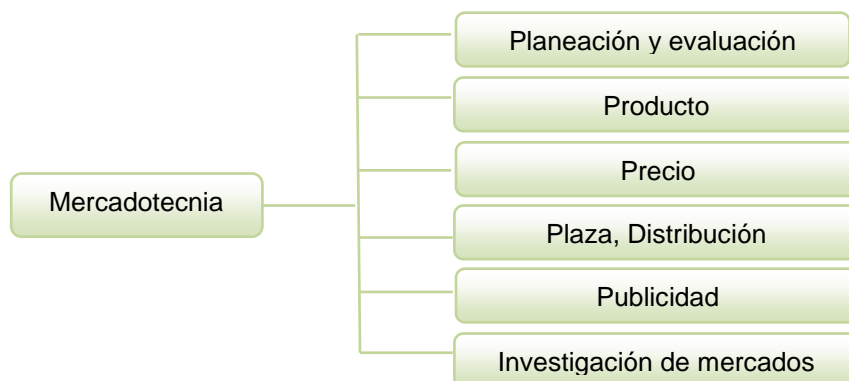 Planeación y evaluación
Producto
Precio
Mercadotecnia
Plaza, Distribución
Publicidad
Investigación de mercados